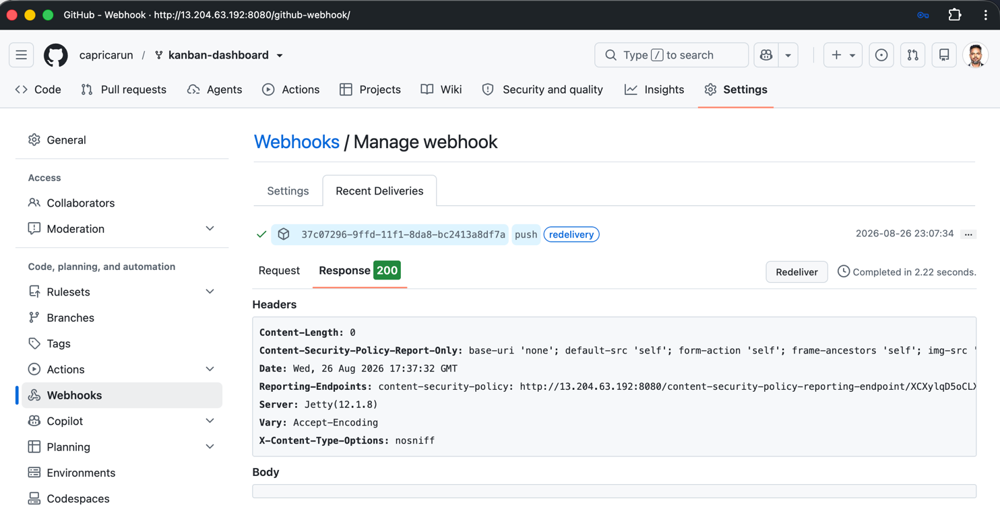 GitHub - Webhook · http://13.204.63.192:8080/github-webhook/
capricarun / kanban-dashboard
Type / to search
Code Pull requests Agents Actions Projects Wiki Security and quality Insights Settings
General
Access
Collaborators
Moderation
Code, planning, and automation
Rulesets
Branches
Tags
Actions
Webhooks
Copilot
Planning
Environments
Codespaces
Webhooks / Manage webhook
Settings Recent Deliveries
37c07296-9ffd-11f1-8da8-bc2413a8df7a push redelivery 2026-08-26 23:07:34 ...
Request Response 200 Redeliver Completed in 2.22 seconds.
Headers
Content-Length: 0
Content-Security-Policy-Report-Only: base-uri 'none'; default-src 'self'; form-action 'self'; frame-ancestors 'self'; img-src '
Date: Wed, 26 Aug 2026 17:37:32 GMT
Reporting-Endpoints: content-security-policy: http://13.204.63.192:8080/content-security-policy-reporting-endpoint/XCXylqD5oCLX
Server: Jetty(12.1.8)
Vary: Accept-Encoding
X-Content-Type-Options: nosniff
Body